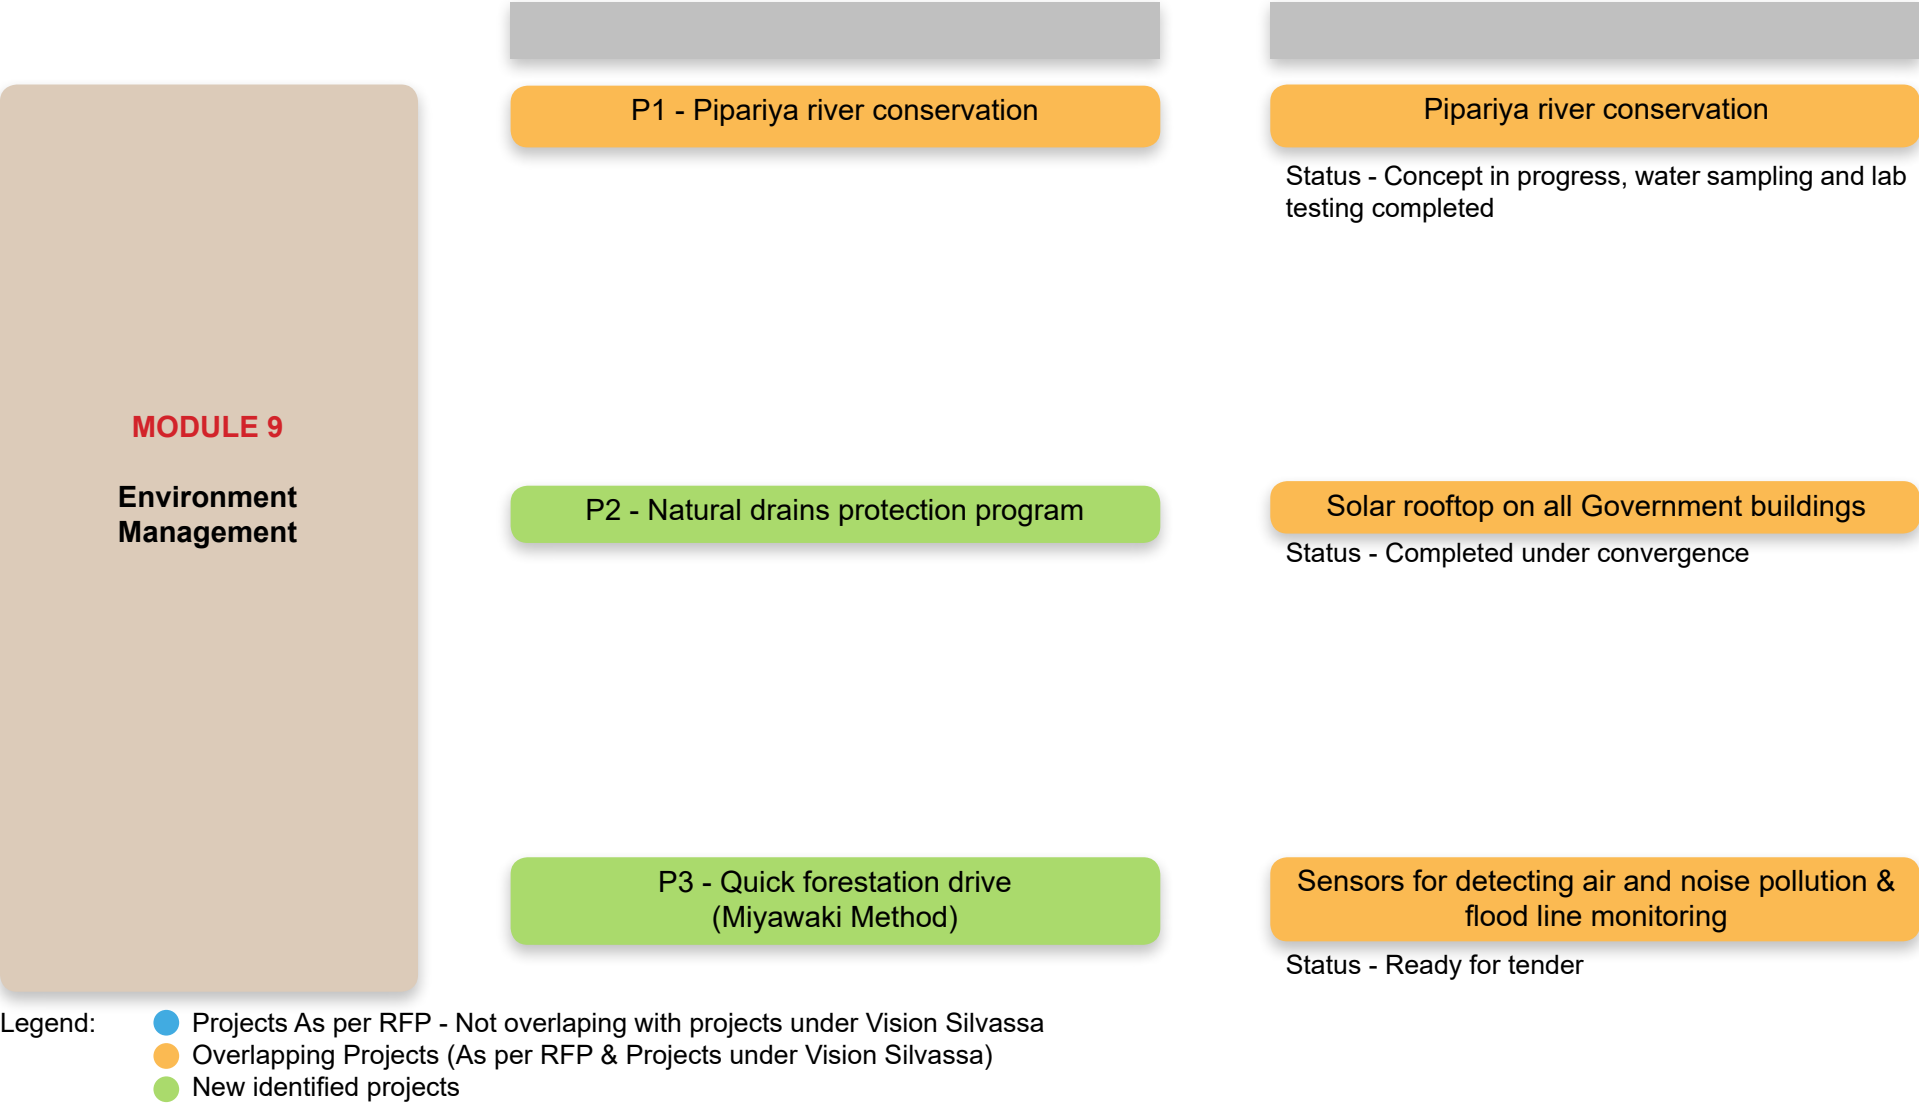 P1 - Pipariya river conservation
Pipariya river conservation
Status - Concept in progress, water sampling and lab
testing completed
MODULE 9
Environment
Management
P2 - Natural drains protection program
Solar rooftop on all Government buildings
Status - Completed under convergence
P3 - Quick forestation drive
(Miyawaki Method)
Sensors for detecting air and noise pollution &
flood line monitoring
Status - Ready for tender
Legend:
Projects As per RFP - Not overlaping with projects under Vision Silvassa
Overlapping Projects (As per RFP & Projects under Vision Silvassa)
New identified projects